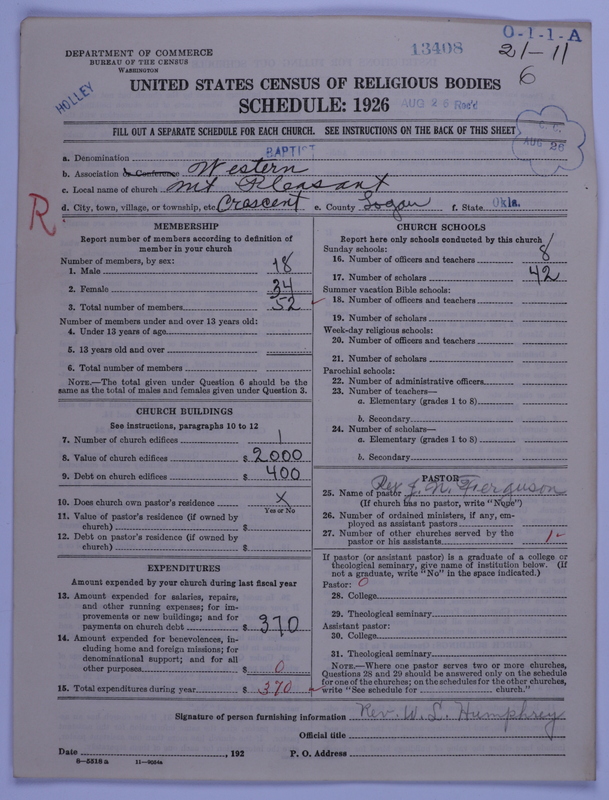 O-1-1-A
DEPARTMENT OF COMMERCE
BUREAU OF THE CENSUS
WASHINGTON
13408
21-11
6
HOLLEY
UNITED STATES CENSUS OF RELIGIOUS BODIES
SCHEDULE: 1926
AUG 26 Rec'd
FILL OUT A SEPARATE SCHEDULE FOR EACH CHURCH. SEE INSTRUCTIONS ON THE BACK OF THIS SHEET
AUG 26
a. Denomination BAPTIST
b. Association or Conference Western
c. Local name of church Mt Pleasant
d. City, town, village, or township, etc Crescent e. County Logan f. State Okla.
R
MEMBERSHIP
Report number of members according to definition of
member in your church
Number of members, by sex:
1. Male 18
2. Female 34
3. Total number of members 52
Number of members under and over 13 years old:
4. Under 13 years of age
5. 13 years old and over
6. Total number of members
NOTE.—The total given under Question 6 should be the
same as the total of males and females given under Question 3.
CHURCH BUILDINGS
See instructions, paragraphs 10 to 12
7. Number of church edifices 1
8. Value of church edifices $ 2000
9. Debt on church edifices $ 400
10. Does church own pastor's residence X
Yes or No
11. Value of pastor's residence (if owned by
church) $
12. Debt on pastor's residence (if owned by
church) $
EXPENDITURES
Amount expended by your church during last fiscal year
13. Amount expended for salaries, repairs,
and other running expenses; for im-
provements or new buildings; and for
payments on church debt $ 370
14. Amount expended for benevolences, in-
cluding home and foreign missions; for
denominational support; and for all
other purposes $ 0
15. Total expenditures during year $ 370
CHURCH SCHOOLS
Report here only schools conducted by this church
Sunday schools:
16. Number of officers and teachers 8
17. Number of scholars 42
Summer vacation Bible schools:
18. Number of officers and teachers
19. Number of scholars
Week-day religious schools:
20. Number of officers and teachers
21. Number of scholars
Parochial schools:
22. Number of administrative officers
23. Number of teachers—
a. Elementary (grades 1 to 8)
b. Secondary
24. Number of scholars—
a. Elementary (grades 1 to 8)
b. Secondary
PASTOR
25. Name of pastor Rev J. N. Ferguson
(If church has no pastor, write "None")
26. Number of ordained ministers, if any, em-
ployed as assistant pastors
27. Number of other churches served by the
pastor or his assistants 1
If pastor (or assistant pastor) is a graduate of a college or
theological seminary, give name of institution below. (If
not a graduate, write "No" in the space indicated.)
Pastor: 0
28. College
29. Theological seminary
Assistant pastor:
30. College
31. Theological seminary
NOTE.—Where one pastor serves two or more churches,
Questions 28 and 29 should be answered only on the schedule
for one of the churches; on the schedules for the other churches,
write "See schedule for church."
Signature of person furnishing information Rev. W. L. Humphrey
Official title
Date , 192 P. O. Address
8—5518a 11—9024a